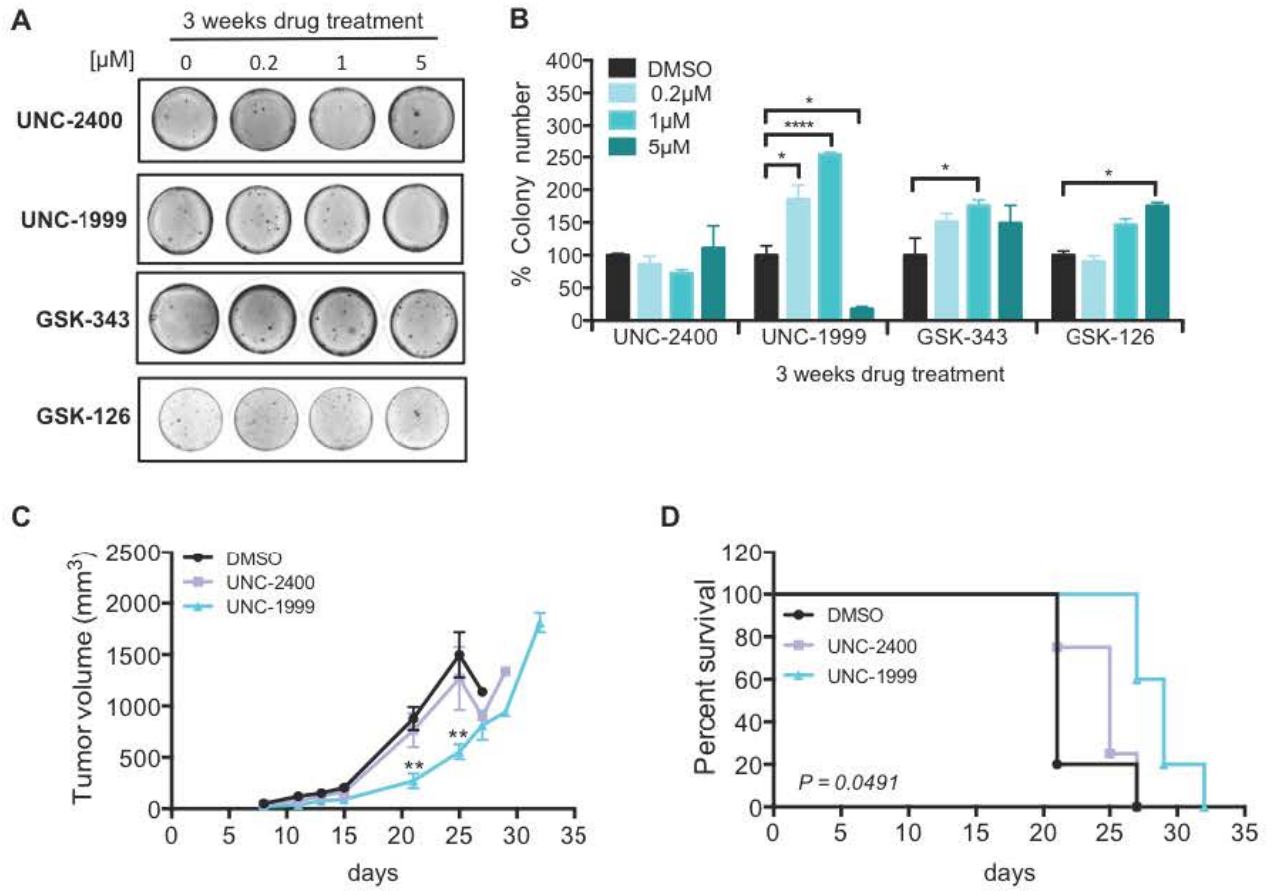 A
3 weeks drug treatment
[µM] 0 0.2 1 5
UNC-2400
UNC-1999
GSK-343
GSK-126
B
% Colony number
400
350
300
250
200
150
100
50
0
DMSO
0.2µM
1µM
5µM
*
****
*
*
*
UNC-2400 UNC-1999 GSK-343 GSK-126
3 weeks drug treatment
C
Tumor volume (mm³)
2500
2000
1500
1000
500
0
DMSO
UNC-2400
UNC-1999
**
**
0 5 10 15 20 25 30 35
days
D
Percent survival
120
100
80
60
40
20
0
DMSO
UNC-2400
UNC-1999
P = 0.0491
0 5 10 15 20 25 30 35
days